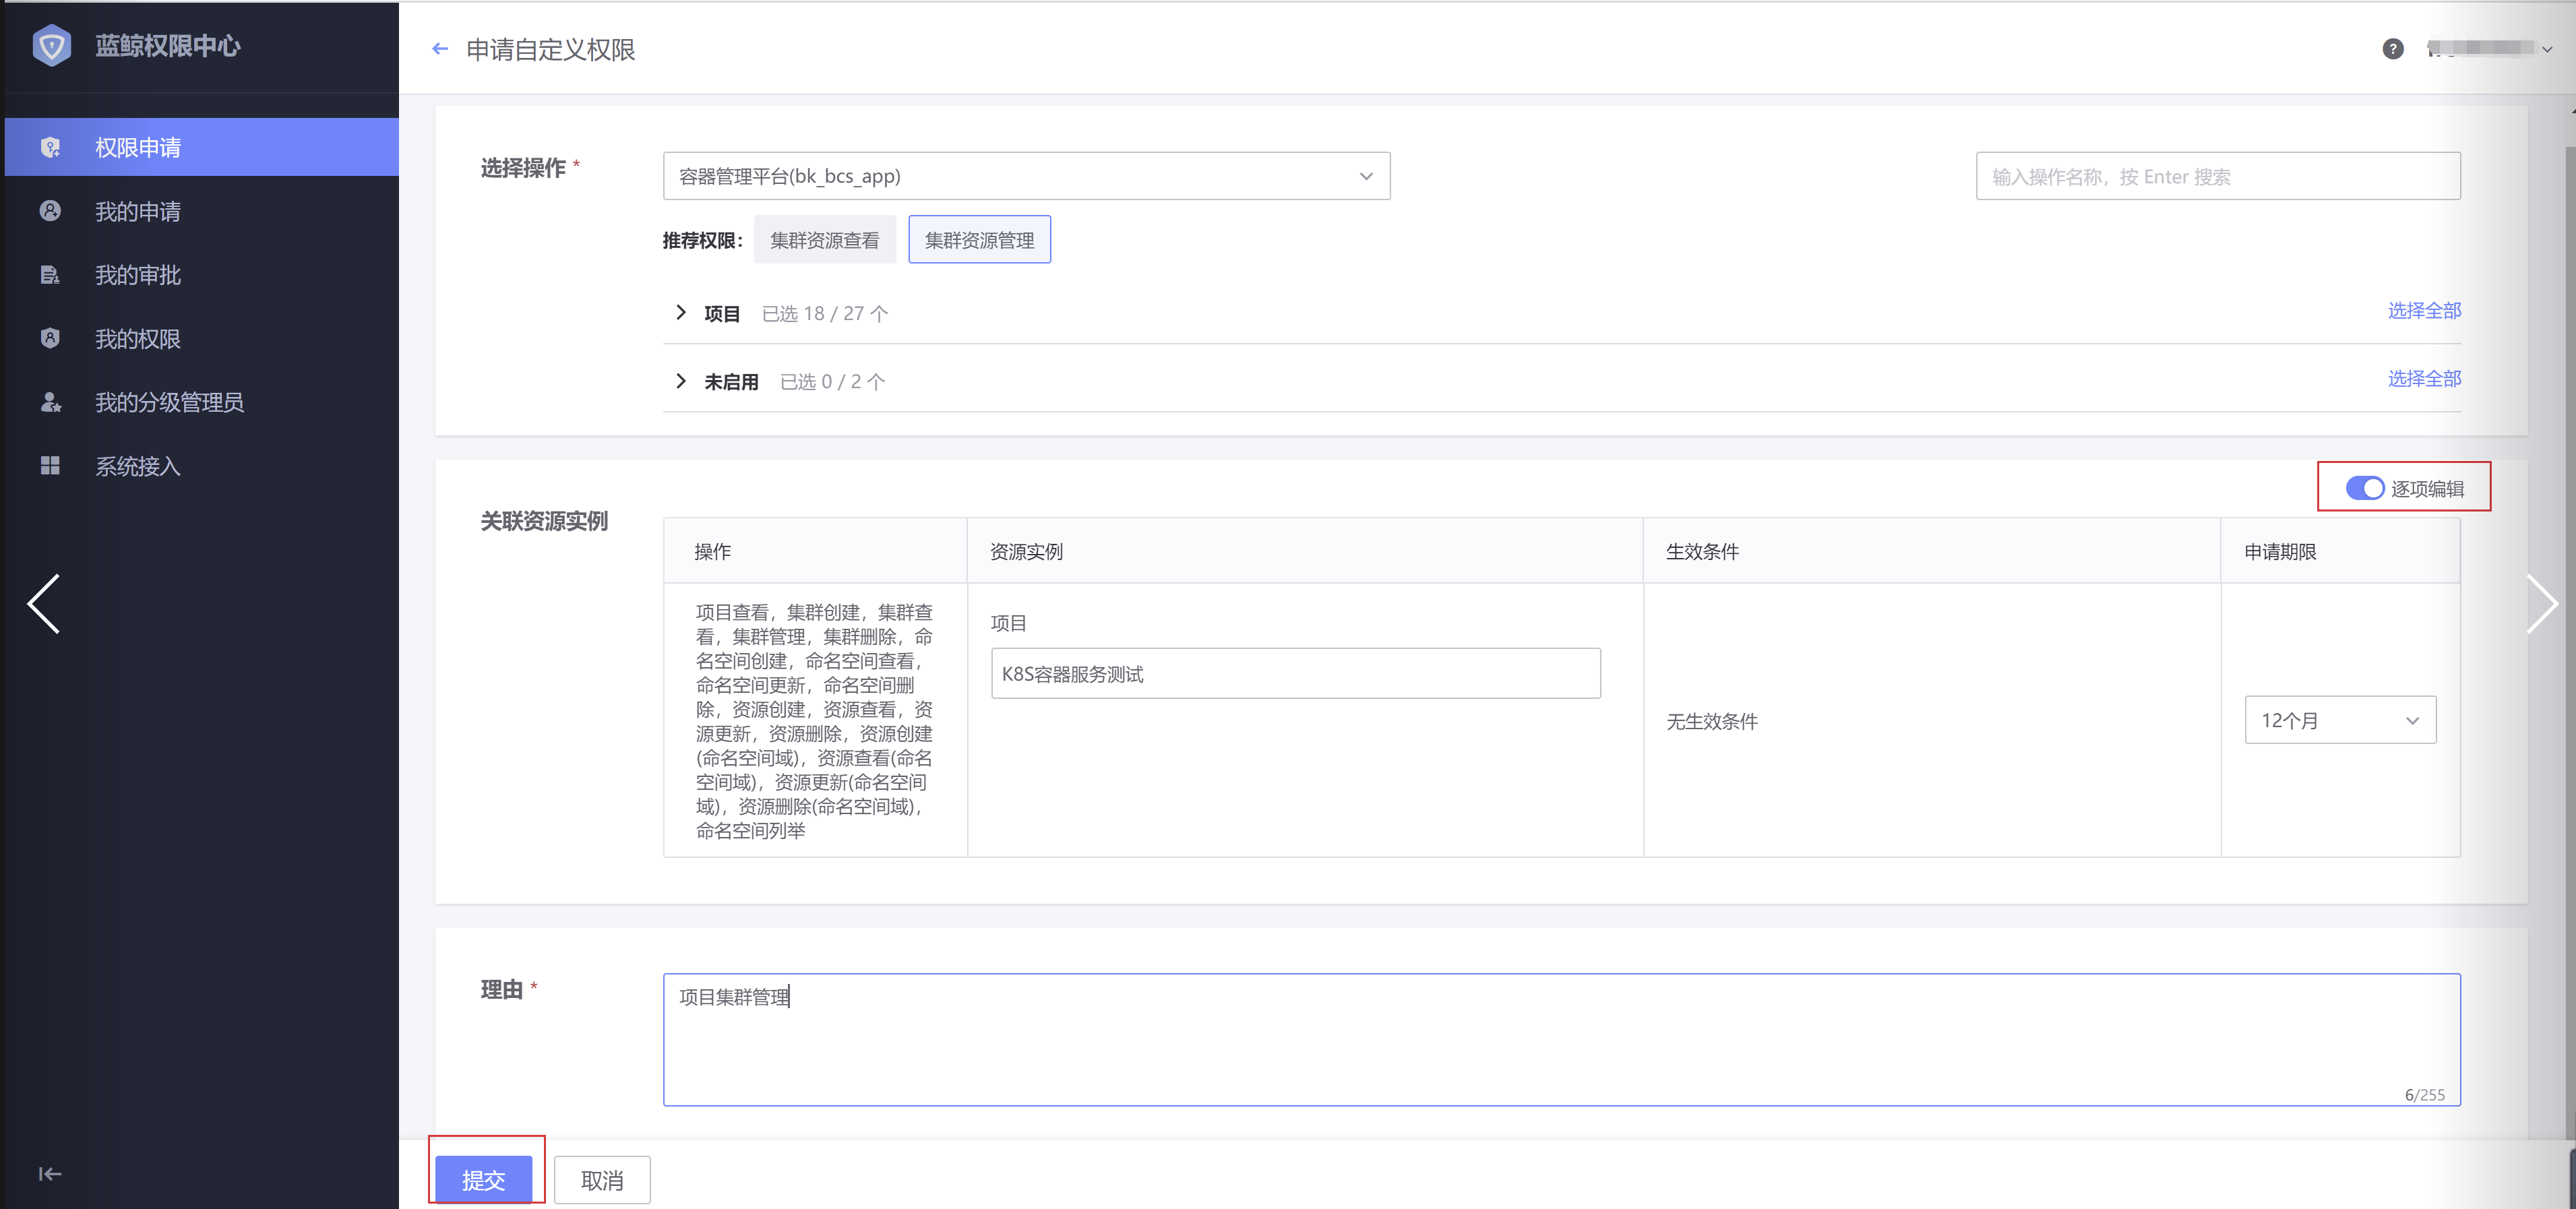 蓝鲸权限中心
权限申请
我的申请
我的审批
我的权限
我的分级管理员
系统接入
申请自定义权限
?
选择操作 *
容器管理平台(bk_bcs_app)
输入操作名称，按 Enter 搜索
推荐权限： 集群资源查看 集群资源管理
项目 已选 18 / 27 个 选择全部
未启用 已选 0 / 2 个 选择全部
逐项编辑
关联资源实例
操作 资源实例 生效条件 申请期限
项目查看，集群创建，集群查
看，集群管理，集群删除，命
名空间创建，命名空间查看，
命名空间更新，命名空间删
除，资源创建，资源查看，资
源更新，资源删除，资源创建
(命名空间域)，资源查看(命名
空间域)，资源更新(命名空间
域)，资源删除(命名空间域)，
命名空间列举
项目
K8S容器服务测试
无生效条件
12个月
理由 *
项目集群管理
6/255
提交 取消